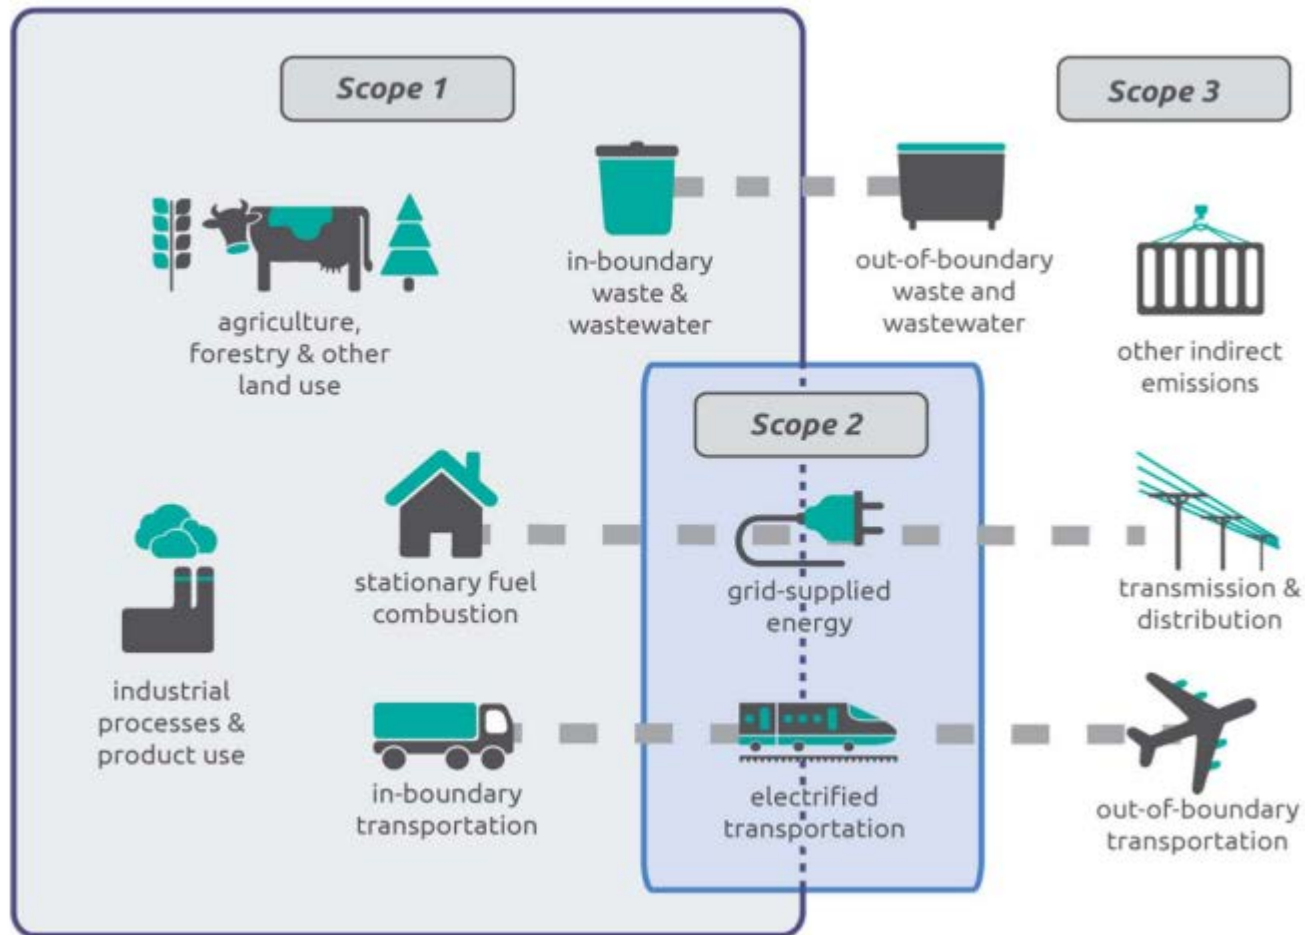 Scope 1
Scope 3
in-boundary
waste &
wastewater
out-of-boundary
waste and
wastewater
agriculture,
forestry & other
land use
other indirect
emissions
Scope 2
stationary fuel
combustion
grid-supplied
energy
transmission &
distribution
industrial
processes &
product use
in-boundary
transportation
electrified
transportation
out-of-boundary
transportation